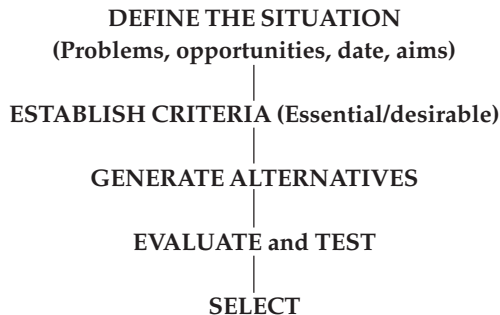 DEFINE THE SITUATION
(Problems, opportunities, date, aims)
ESTABLISH CRITERIA (Essential/desirable)
GENERATE ALTERNATIVES
EVALUATE and TEST
SELECT